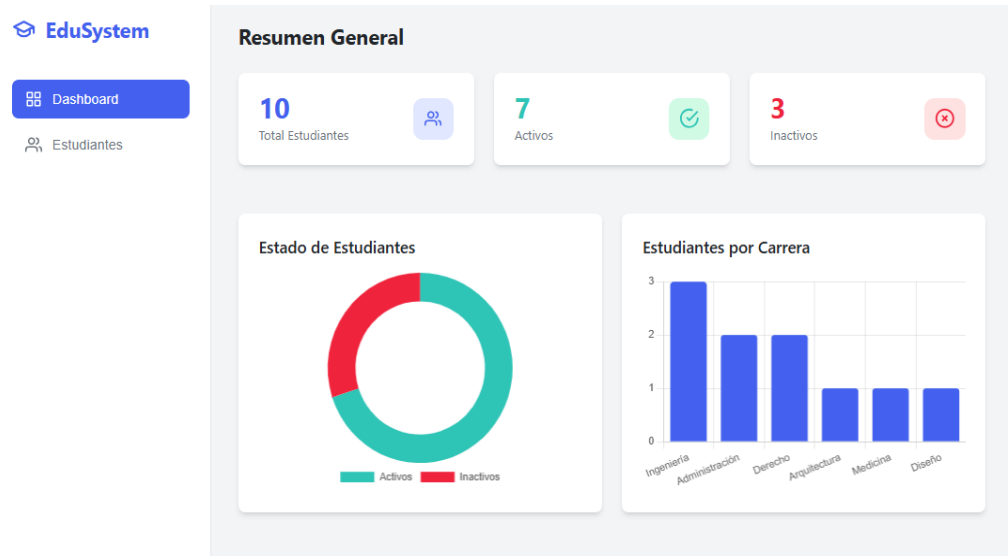 EduSystem
Dashboard
Estudiantes
Resumen General
10
Total Estudiantes
7
Activos
3
Inactivos
Estado de Estudiantes
Activos
Inactivos
Estudiantes por Carrera
3
2
1
0
Ingeniería
Administración
Derecho
Arquitectura
Medicina
Diseño